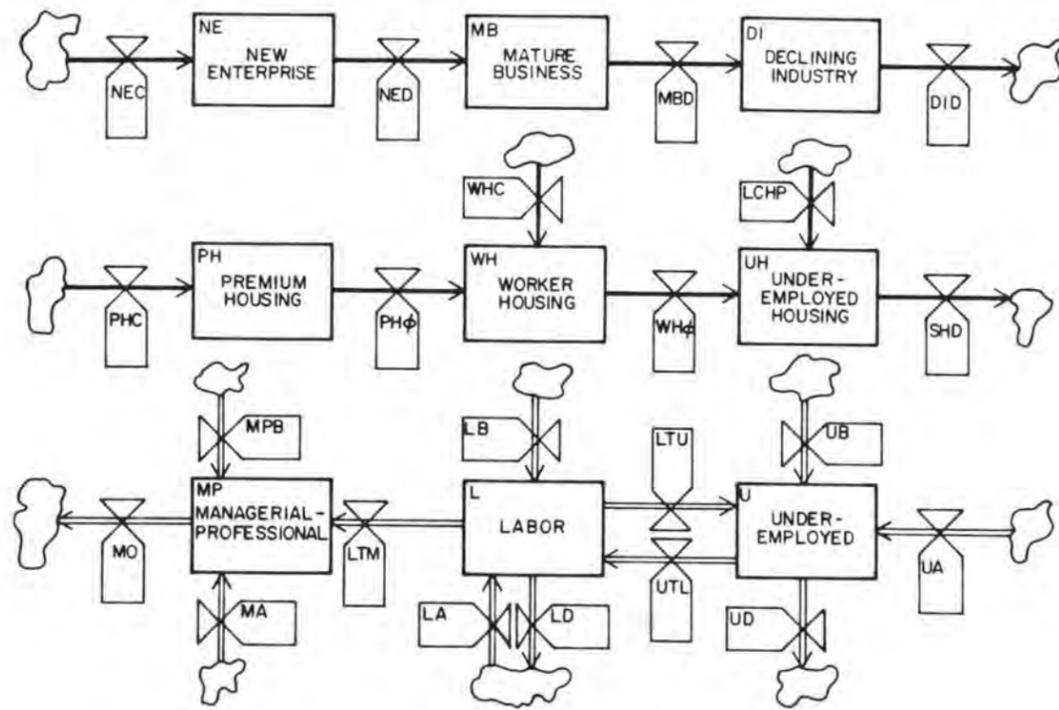 NE
NEW
ENTERPRISE
NEC
NED
MB
MATURE
BUSINESS
MBD
DI
DECLINING
INDUSTRY
DID
WHC
LCHP
PH
PREMIUM
HOUSING
PHC
PHϕ
WH
WORKER
HOUSING
WHϕ
UH
UNDER-
EMPLOYED
HOUSING
SHD
MPB
LB
LTU
UB
MP
MANAGERIAL-
PROFESSIONAL
MO
LTM
L
LABOR
UTL
U
UNDER-
EMPLOYED
UA
MA
LA
LD
UD